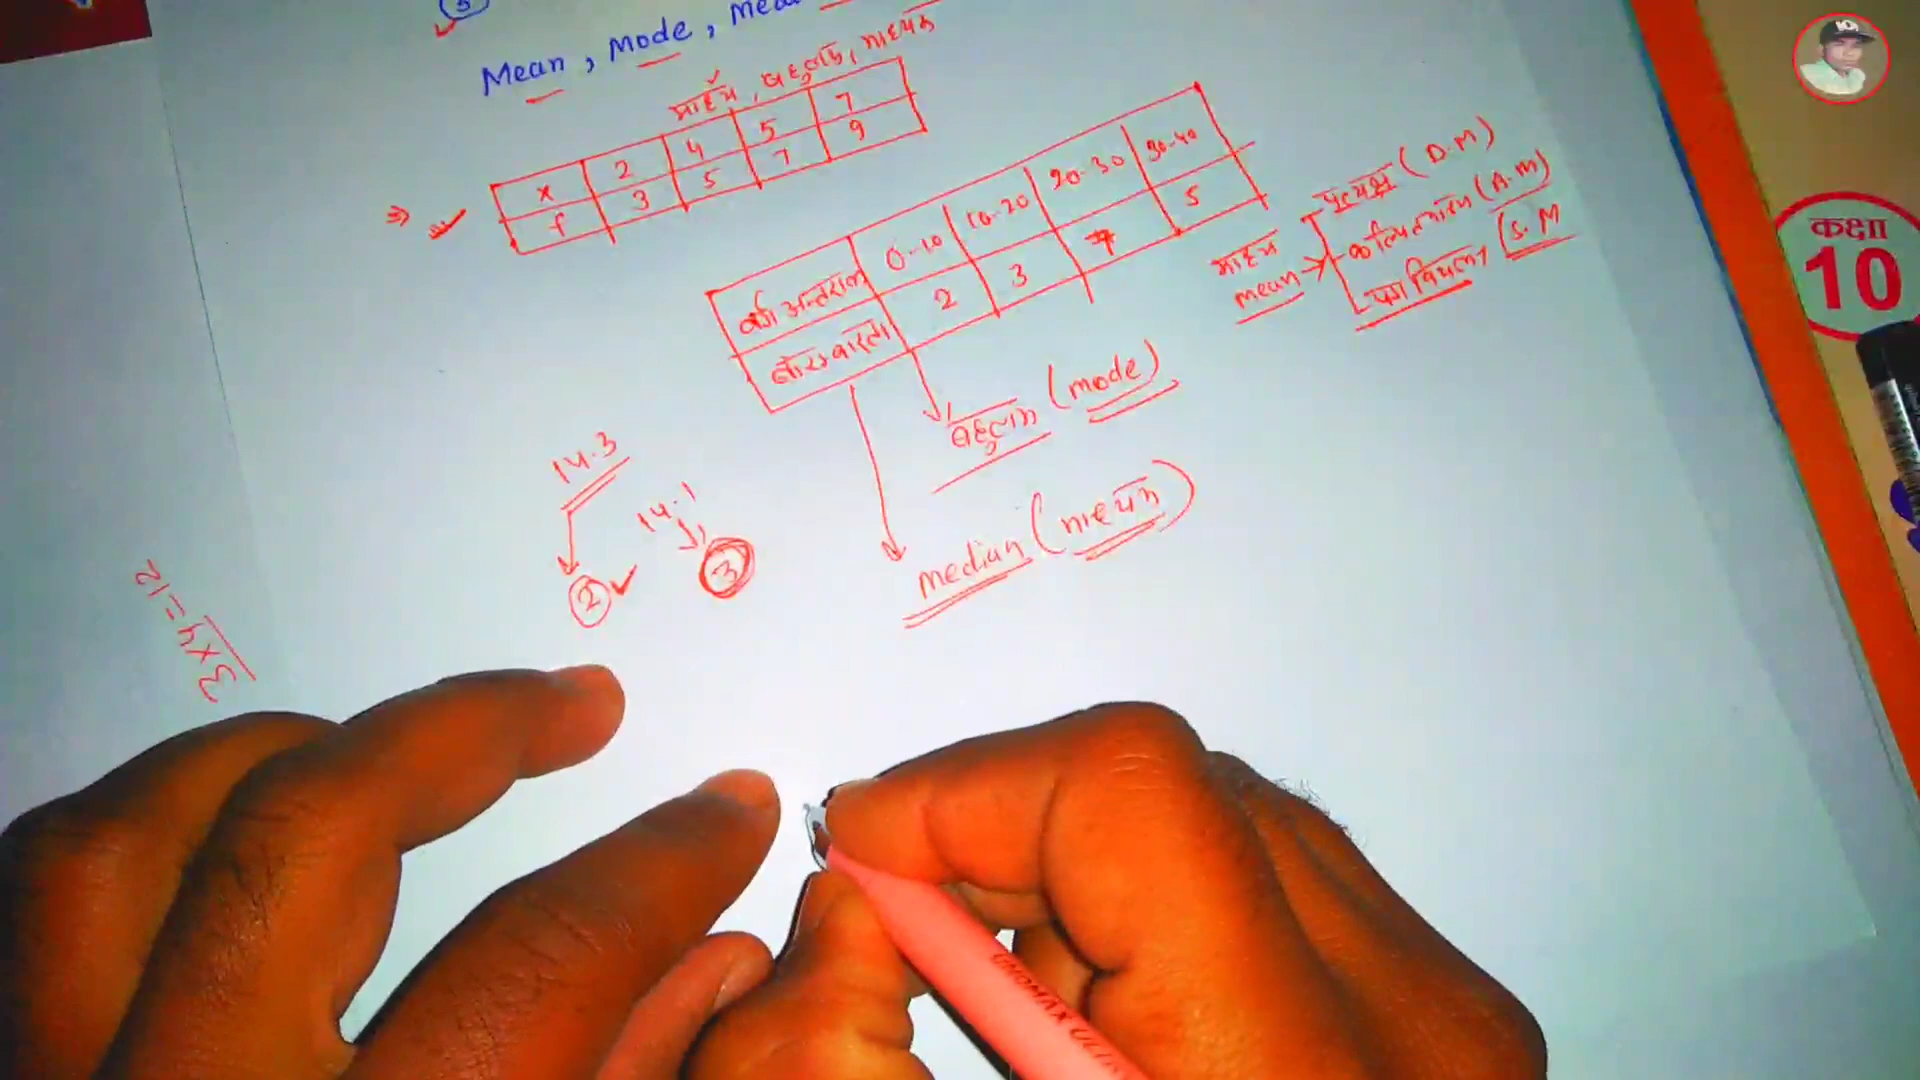 Mean, Mode,
माध्य, बहुलक, माध्यक
x 2 4 5 7
f 3 5 7 9
वर्ग अन्तराल 0-10 10-20 20-30 30-40
बारम्बारता 2 3 7 5
माध्य
mean →
प्रत्यक्ष (D.M)
कल्पित माध्य (A.M)
पग विचलन (S.M
बहुलक (mode)
median (माध्यक)
14.3
②
14.1
③
3x4=12
कक्षा
10